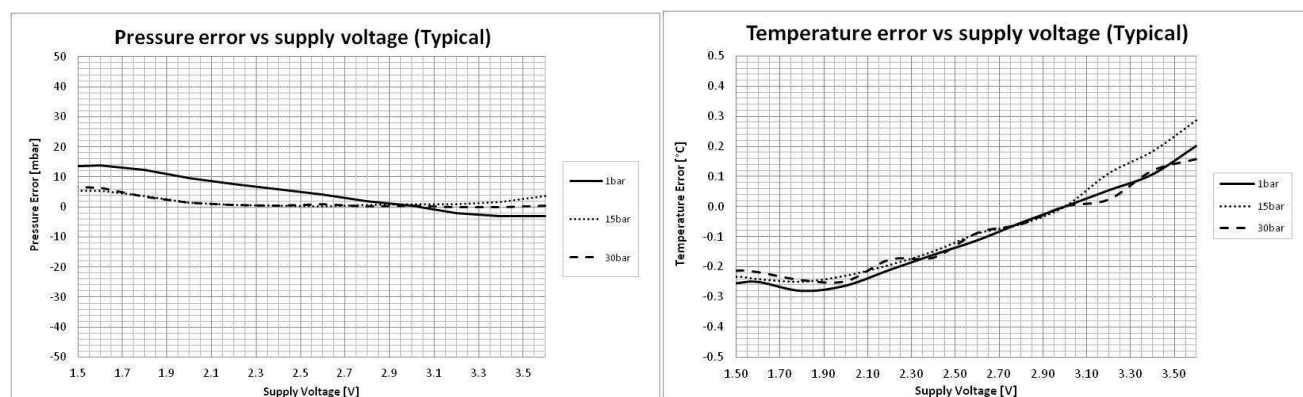 Pressure error vs supply voltage (Typical)
50
40
30
20
10
0
-10
-20
-30
-40
-50
Pressure Error [mbar]
1.5 1.7 1.9 2.1 2.3 2.5 2.7 2.9 3.1 3.3 3.5
Supply Voltage [V]
1bar
15bar
30bar
Temperature error vs supply voltage (Typical)
0.5
0.4
0.3
0.2
0.1
0.0
-0.1
-0.2
-0.3
-0.4
-0.5
Temperature Error [°C]
1.50 1.70 1.90 2.10 2.30 2.50 2.70 2.90 3.10 3.30 3.50
Supply Voltage [V]
1bar
15bar
30bar